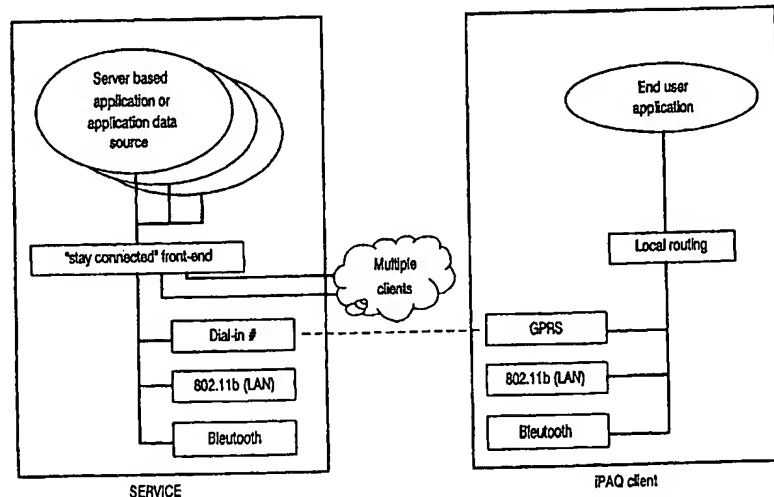 Server based
application or
application data
source
"stay connected" front-end
Multiple
clients
Dial-in #
802.11b (LAN)
Bleutooth
SERVICE
End user
application
Local routing
GPRS
802.11b (LAN)
Bleutooth
iPAQ client